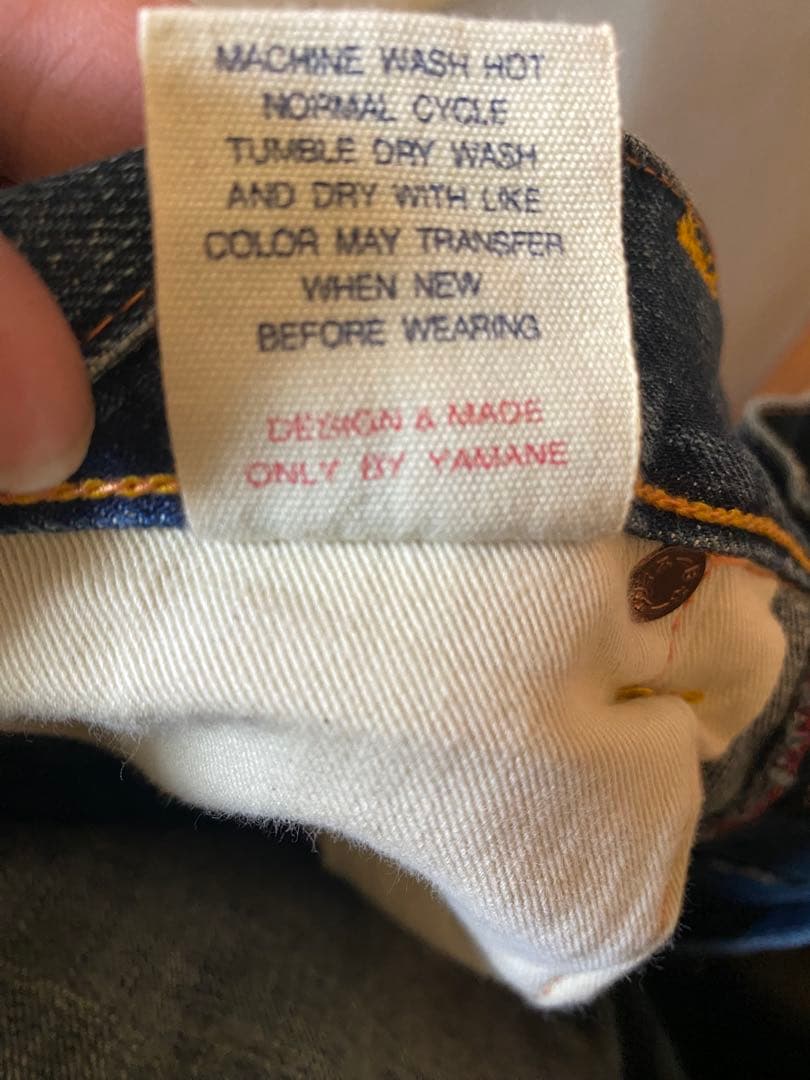 MACHINE WASH HOT
NORMAL CYCLE
TUMBLE DRY WASH
AND DRY WITH LIKE
COLOR MAY TRANSFER
WHEN NEW
BEFORE WEARING
DESIGN & MADE
ONLY BY YAMANE